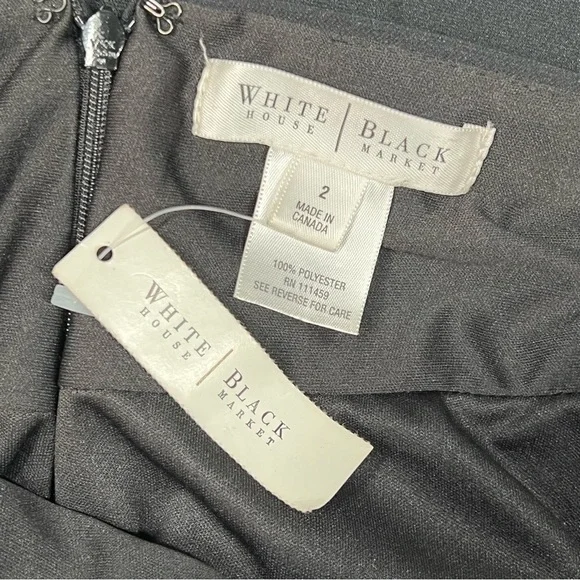 WHITE BLACK
HOUSE MARKET
2
MADE IN
CANADA
100% POLYESTER
RN 111459
SEE REVERSE FOR CARE
WHITE BLACK
HOUSE MARKET